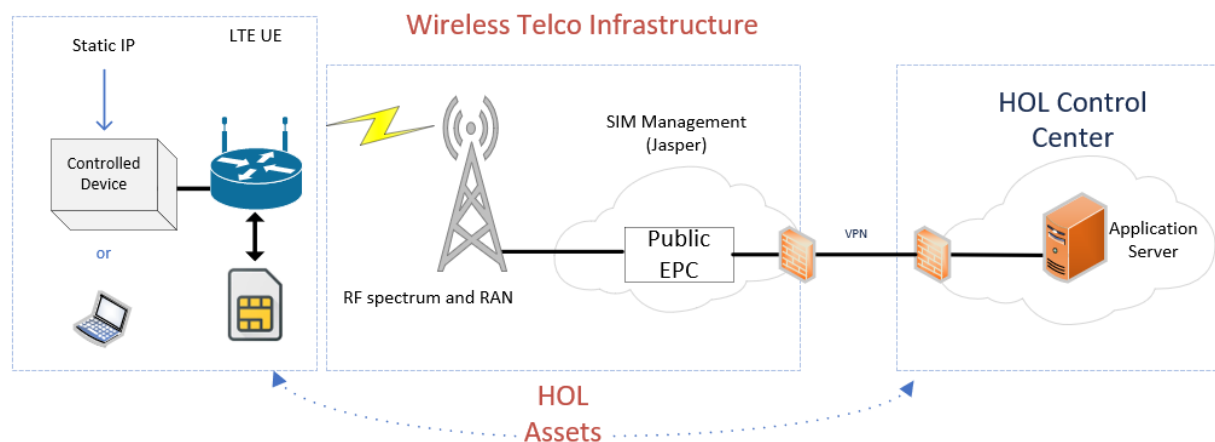 Wireless Telco Infrastructure
Static IP
LTE UE
Controlled
Device
or
SIM Management
(Jasper)
Public
EPC
RF spectrum and RAN
VPN
HOL Control
Center
Application
Server
HOL
Assets